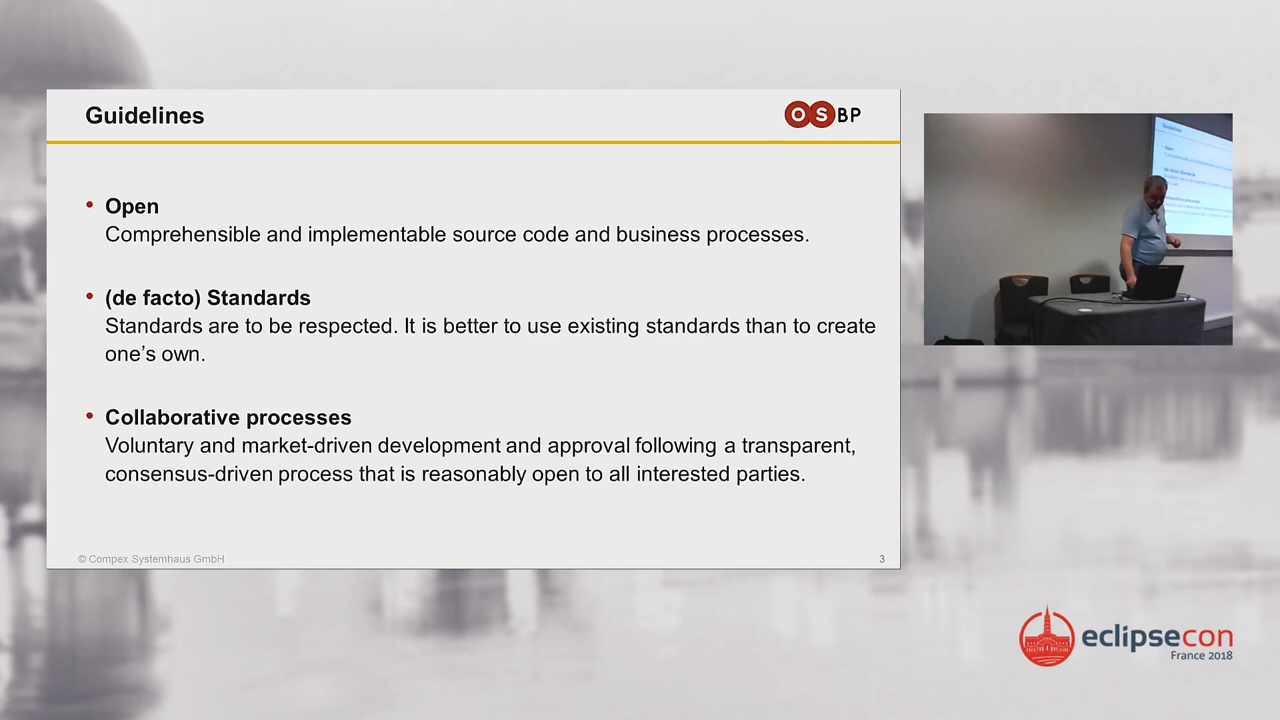 Guidelines
OS BP
• Open
Comprehensible and implementable source code and business processes.
• (de facto) Standards
Standards are to be respected. It is better to use existing standards than to create
one’s own.
• Collaborative processes
Voluntary and market-driven development and approval following a transparent,
consensus-driven process that is reasonably open to all interested parties.
© Compex Systemhaus GmbH
3
Guidelines
eclipsecon
France 2018